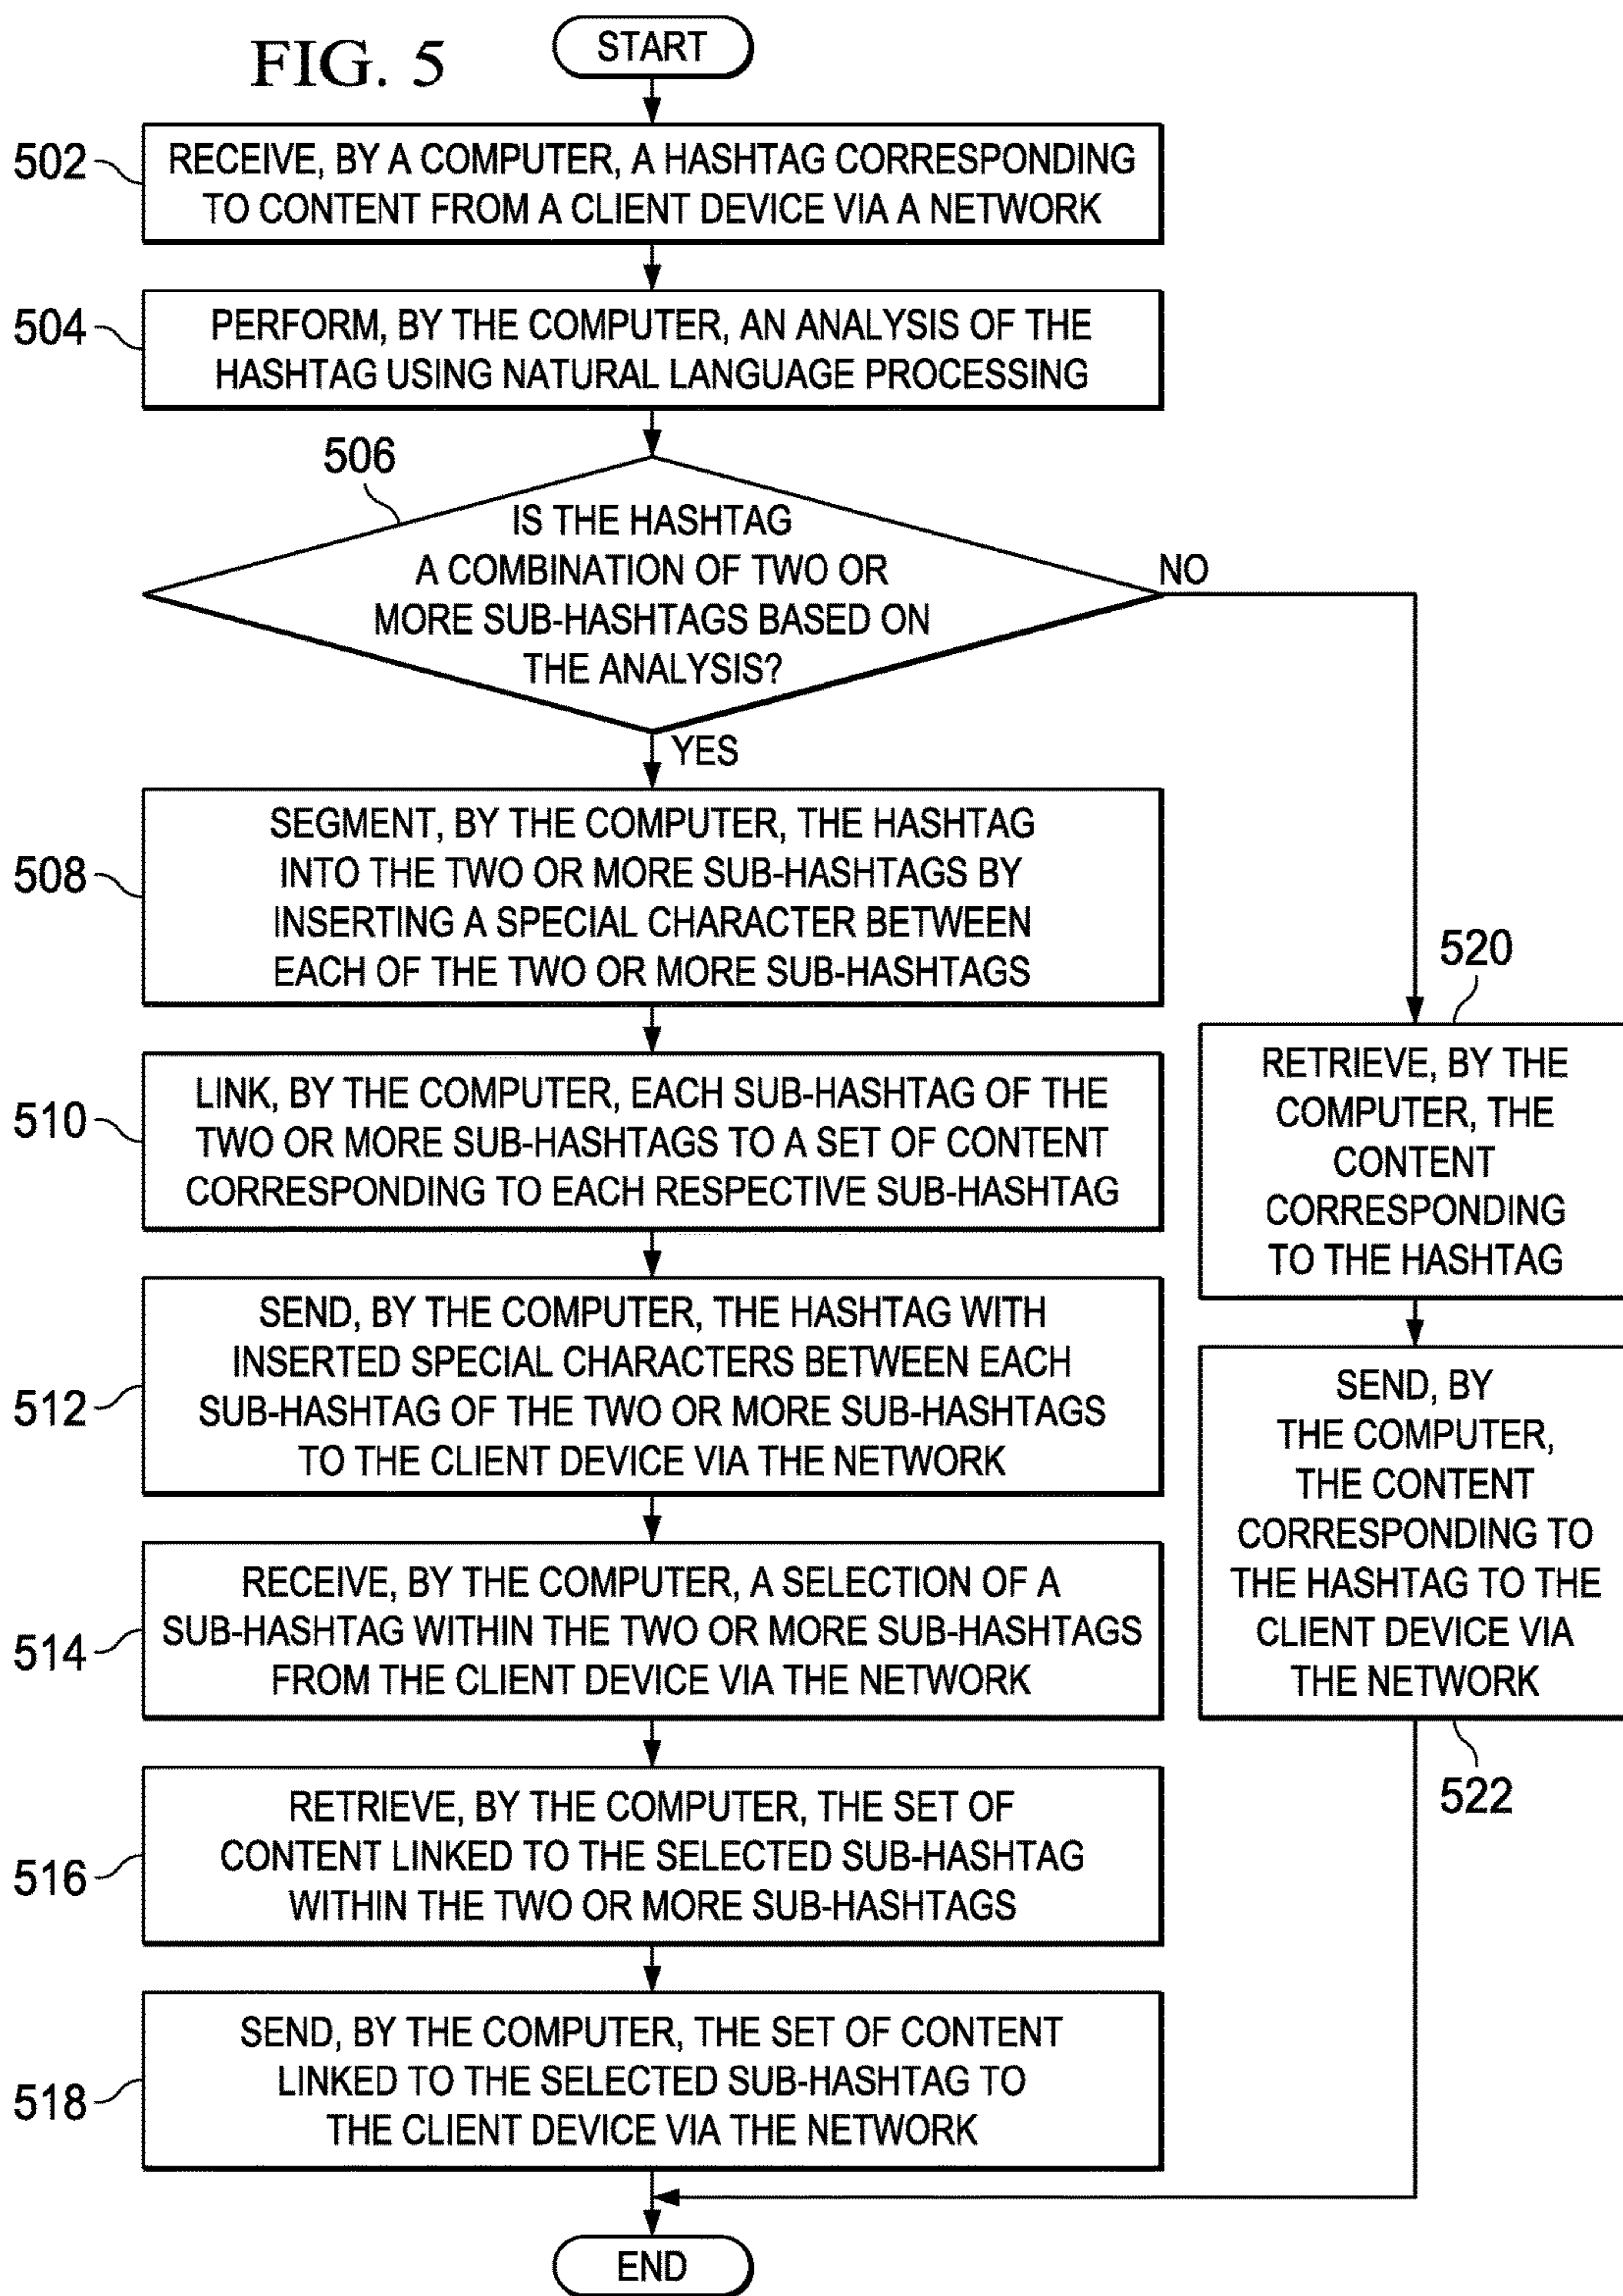 FIG. 5
START
502
RECEIVE, BY A COMPUTER, A HASHTAG CORRESPONDING
TO CONTENT FROM A CLIENT DEVICE VIA A NETWORK
504
PERFORM, BY THE COMPUTER, AN ANALYSIS OF THE
HASHTAG USING NATURAL LANGUAGE PROCESSING
506
IS THE HASHTAG
A COMBINATION OF TWO OR
MORE SUB-HASHTAGS BASED ON
THE ANALYSIS?
NO
YES
508
SEGMENT, BY THE COMPUTER, THE HASHTAG
INTO THE TWO OR MORE SUB-HASHTAGS BY
INSERTING A SPECIAL CHARACTER BETWEEN
EACH OF THE TWO OR MORE SUB-HASHTAGS
510
LINK, BY THE COMPUTER, EACH SUB-HASHTAG OF THE
TWO OR MORE SUB-HASHTAGS TO A SET OF CONTENT
CORRESPONDING TO EACH RESPECTIVE SUB-HASHTAG
512
SEND, BY THE COMPUTER, THE HASHTAG WITH
INSERTED SPECIAL CHARACTERS BETWEEN EACH
SUB-HASHTAG OF THE TWO OR MORE SUB-HASHTAGS
TO THE CLIENT DEVICE VIA THE NETWORK
514
RECEIVE, BY THE COMPUTER, A SELECTION OF A
SUB-HASHTAG WITHIN THE TWO OR MORE SUB-HASHTAGS
FROM THE CLIENT DEVICE VIA THE NETWORK
516
RETRIEVE, BY THE COMPUTER, THE SET OF
CONTENT LINKED TO THE SELECTED SUB-HASHTAG
WITHIN THE TWO OR MORE SUB-HASHTAGS
518
SEND, BY THE COMPUTER, THE SET OF CONTENT
LINKED TO THE SELECTED SUB-HASHTAG TO
THE CLIENT DEVICE VIA THE NETWORK
520
RETRIEVE, BY THE
COMPUTER, THE
CONTENT
CORRESPONDING
TO THE HASHTAG
SEND, BY
THE COMPUTER,
THE CONTENT
CORRESPONDING TO
THE HASHTAG TO THE
CLIENT DEVICE VIA
THE NETWORK
522
END